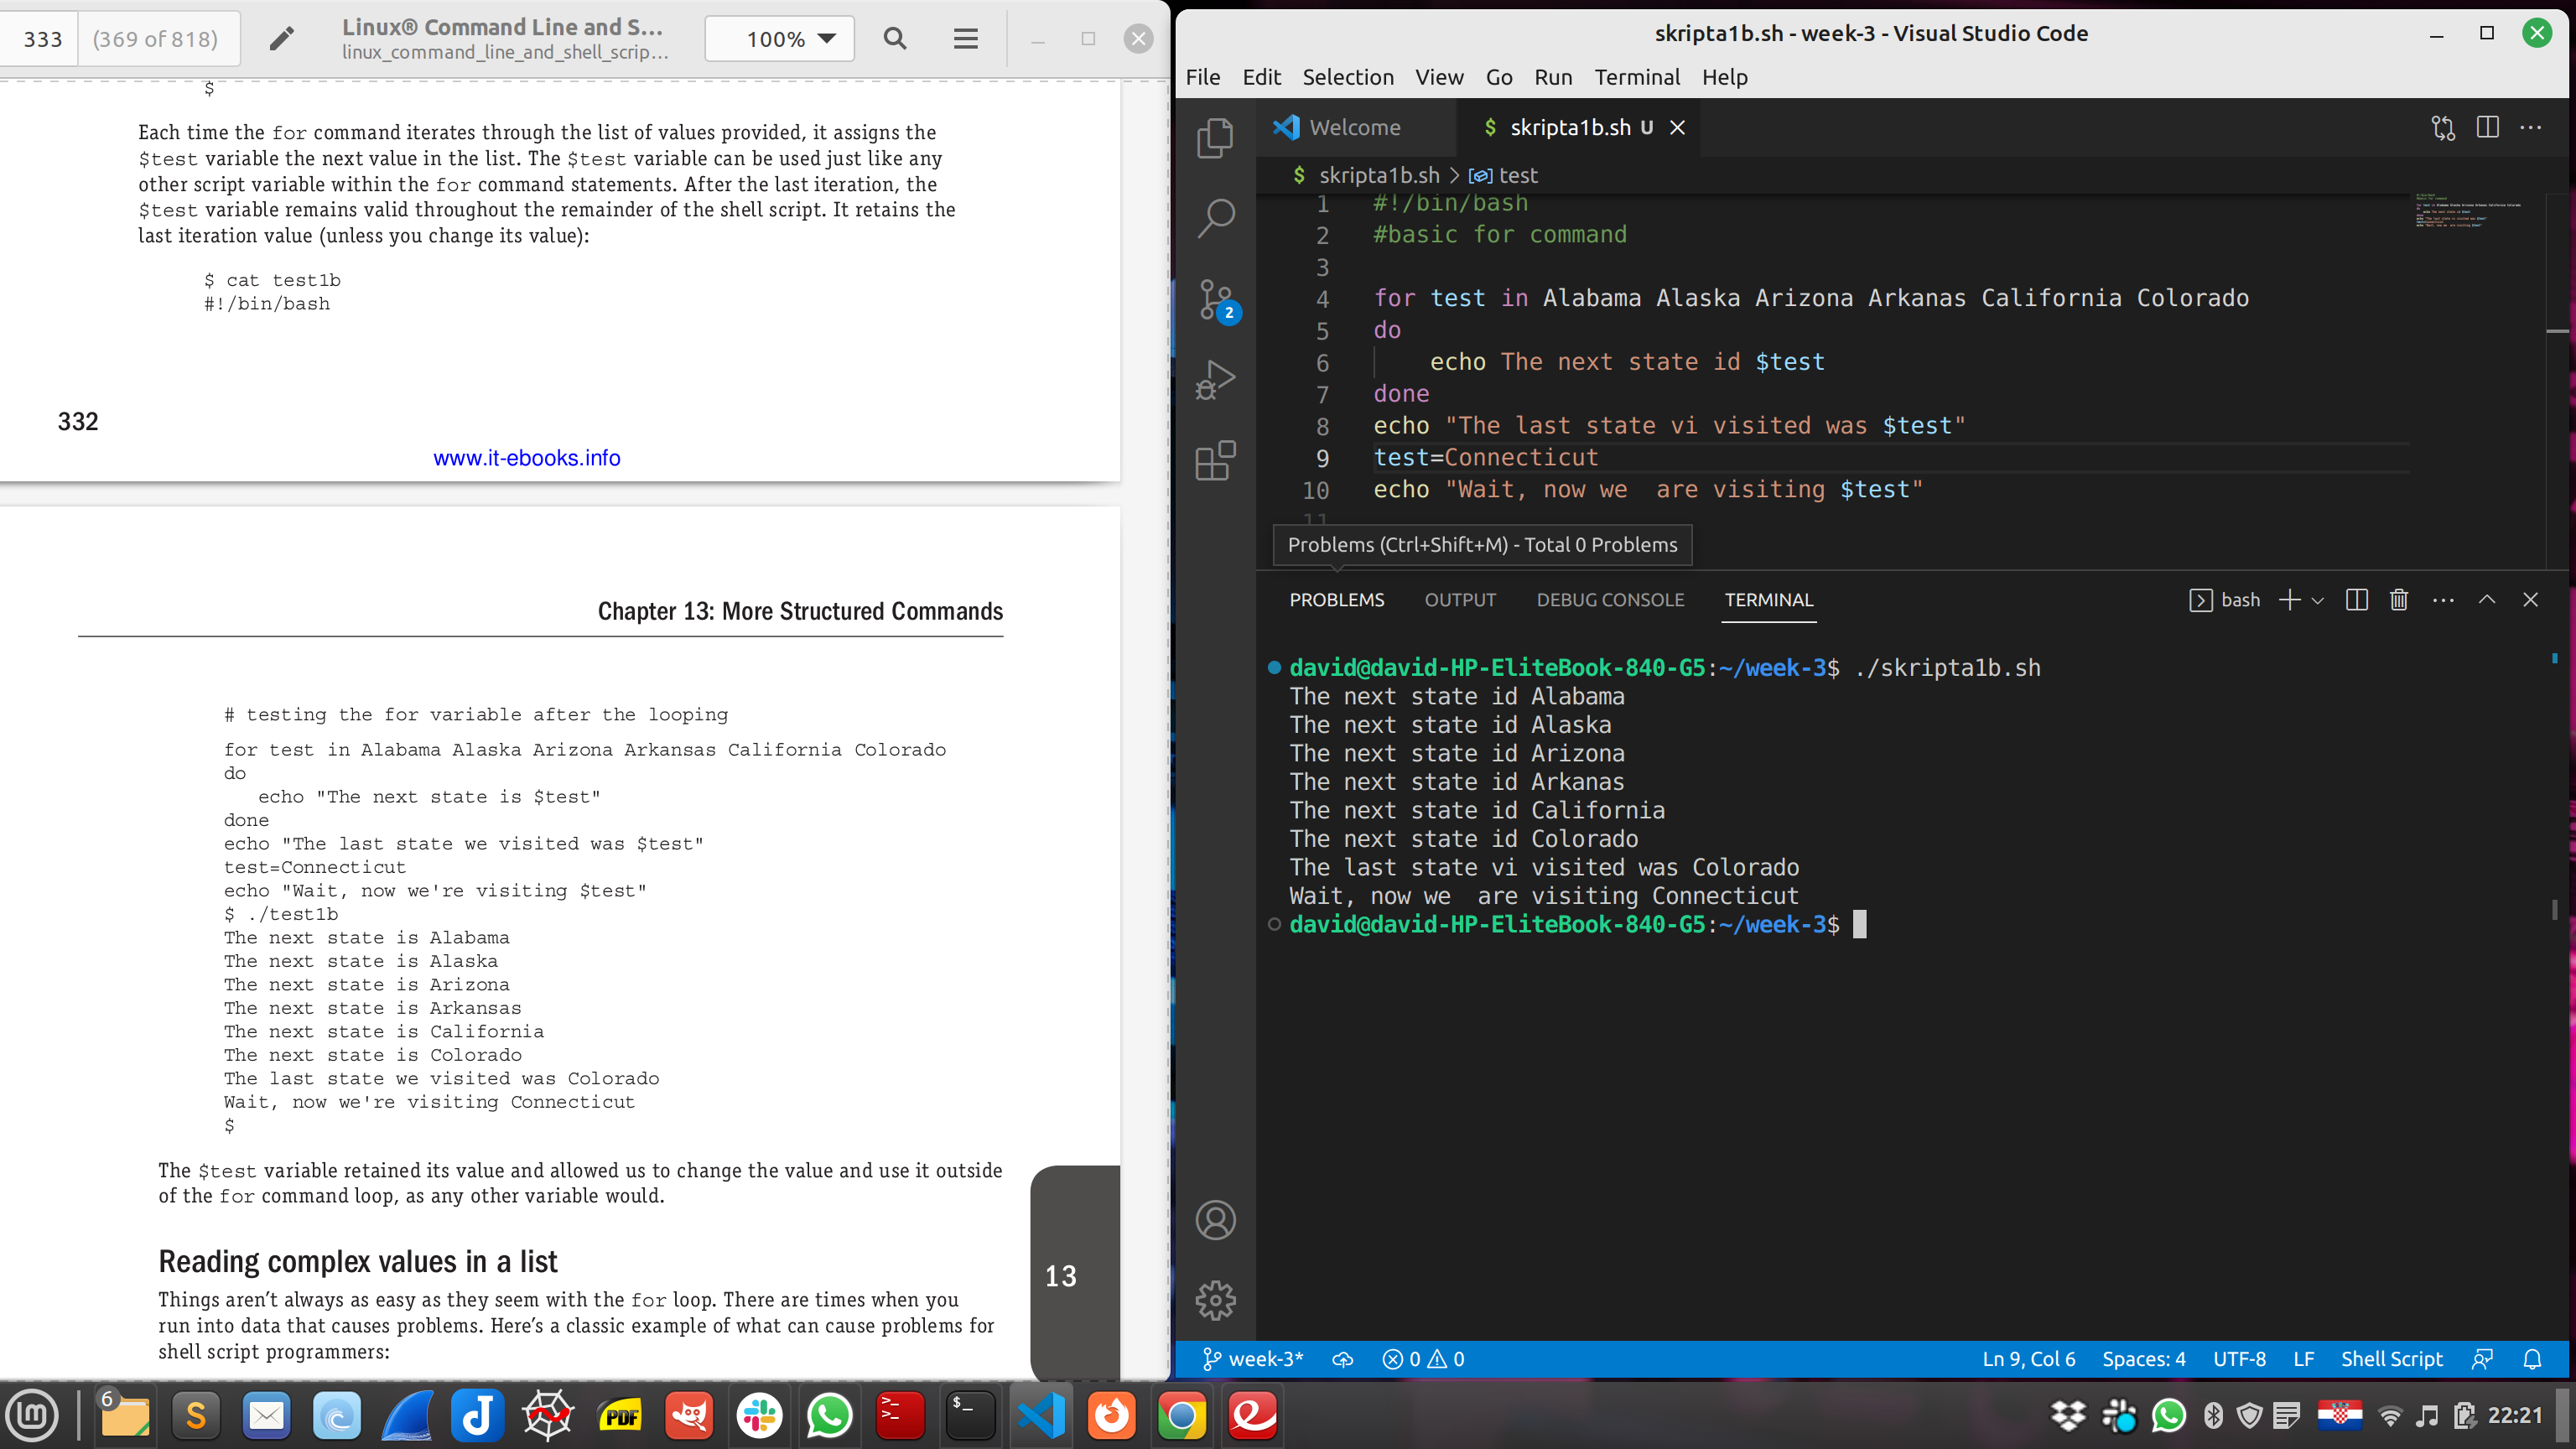 333 (369 of 818)
Linux® Command Line and S...
linux_command_line_and_shell_scrip...
100%
$
Each time the for command iterates through the list of values provided, it assigns the
$test variable the next value in the list. The $test variable can be used just like any
other script variable within the for command statements. After the last iteration, the
$test variable remains valid throughout the remainder of the shell script. It retains the
last iteration value (unless you change its value):
$ cat test1b
#!/bin/bash
332
www.it-ebooks.info
Chapter 13: More Structured Commands
# testing the for variable after the looping
for test in Alabama Alaska Arizona Arkansas California Colorado
do
echo "The next state is $test"
done
echo "The last state we visited was $test"
test=Connecticut
echo "Wait, now we're visiting $test"
$ ./test1b
The next state is Alabama
The next state is Alaska
The next state is Arizona
The next state is Arkansas
The next state is California
The next state is Colorado
The last state we visited was Colorado
Wait, now we're visiting Connecticut
$
The $test variable retained its value and allowed us to change the value and use it outside
of the for command loop, as any other variable would.
13
Reading complex values in a list
Things aren't always as easy as they seem with the for loop. There are times when you
run into data that causes problems. Here's a classic example of what can cause problems for
shell script programmers:
skripta1b.sh - week-3 - Visual Studio Code
File Edit Selection View Go Run Terminal Help
Welcome
$ skripta1b.sh U
$ skripta1b.sh > test
1 #!/bin/bash
2 #basic for command
3
4 for test in Alabama Alaska Arizona Arkanas California Colorado
5 do
6 echo The next state id $test
7 done
8 echo "The last state vi visited was $test"
9 test=Connecticut
10 echo "Wait, now we  are visiting $test"
11
2
Problems (Ctrl+Shift+M) - Total 0 Problems
PROBLEMS OUTPUT DEBUG CONSOLE TERMINAL
bash
david@david-HP-EliteBook-840-G5:~/week-3$ ./skripta1b.sh
The next state id Alabama
The next state id Alaska
The next state id Arizona
The next state id Arkanas
The next state id California
The next state id Colorado
The last state vi visited was Colorado
Wait, now we  are visiting Connecticut
david@david-HP-EliteBook-840-G5:~/week-3$
week-3* 0 0
Ln 9, Col 6 Spaces: 4 UTF-8 LF Shell Script
6
S
PDF
$_
22:21